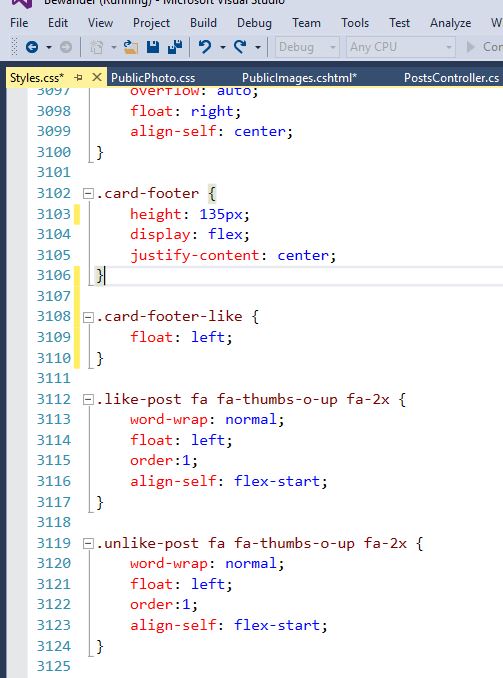 Bewander (Running) - Microsoft Visual Studio
File Edit View Project Build Debug Team Tools Test Analyze W
Debug Any CPU Con
Styles.css* PublicPhoto.css PublicImages.cshtml* PostsController.cs
3097 overflow: auto;
3098 float: right;
3099 align-self: center;
3100 }
3101
3102 .card-footer {
3103 height: 135px;
3104 display: flex;
3105 justify-content: center;
3106 }
3107
3108 .card-footer-like {
3109 float: left;
3110 }
3111
3112 .like-post fa fa-thumbs-o-up fa-2x {
3113 word-wrap: normal;
3114 float: left;
3115 order:1;
3116 align-self: flex-start;
3117 }
3118
3119 .unlike-post fa fa-thumbs-o-up fa-2x {
3120 word-wrap: normal;
3121 float: left;
3122 order:1;
3123 align-self: flex-start;
3124 }
3125